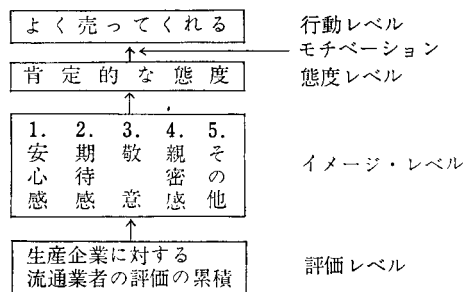 よく売ってくれる
行動レベル
モチベーション
肯定的な態度
態度レベル
1. 安心感
2. 期待感
3. 敬意
4. 親密感
5. その他
イメージ・レベル
生産企業に対する
流通業者の評価の累積
評価レベル